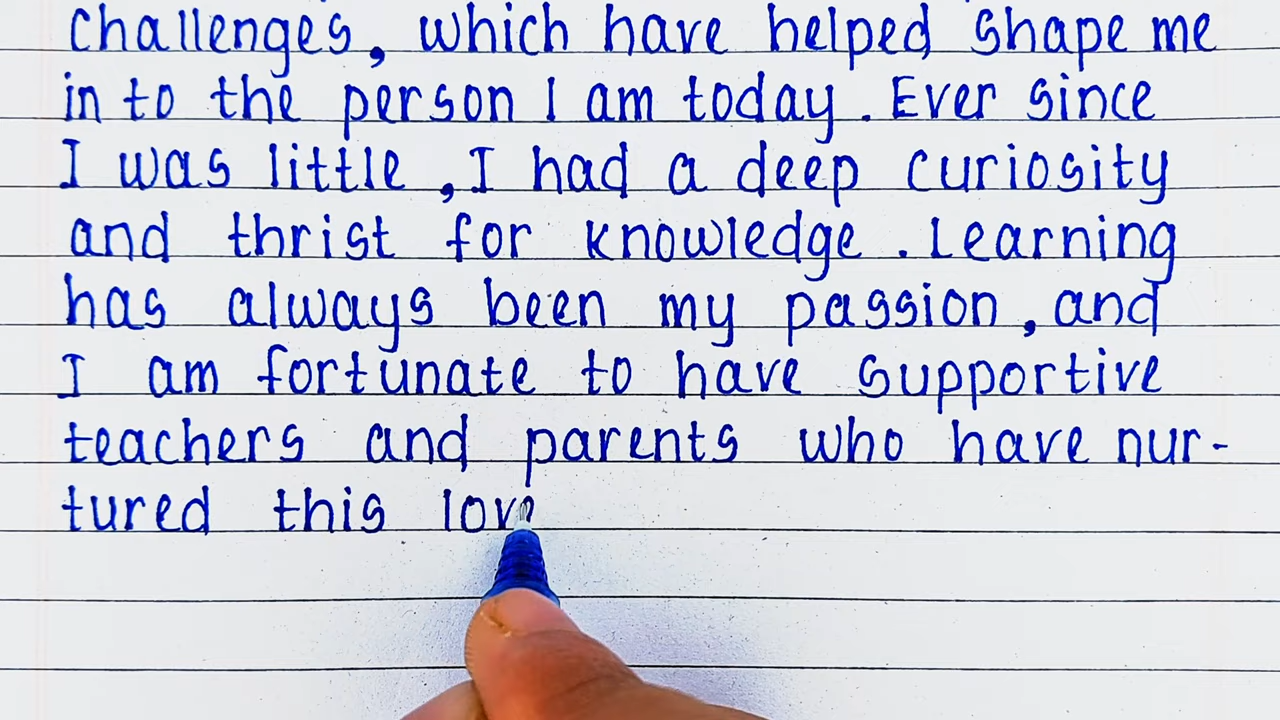 challenges, which have helped shape me
in to the person I am today. Ever since
I was little, I had a deep curiosity
and thrist for knowledge. Learning
has always been my passion, and
I am fortunate to have supportive
teachers and parents who have nur-
tured this love